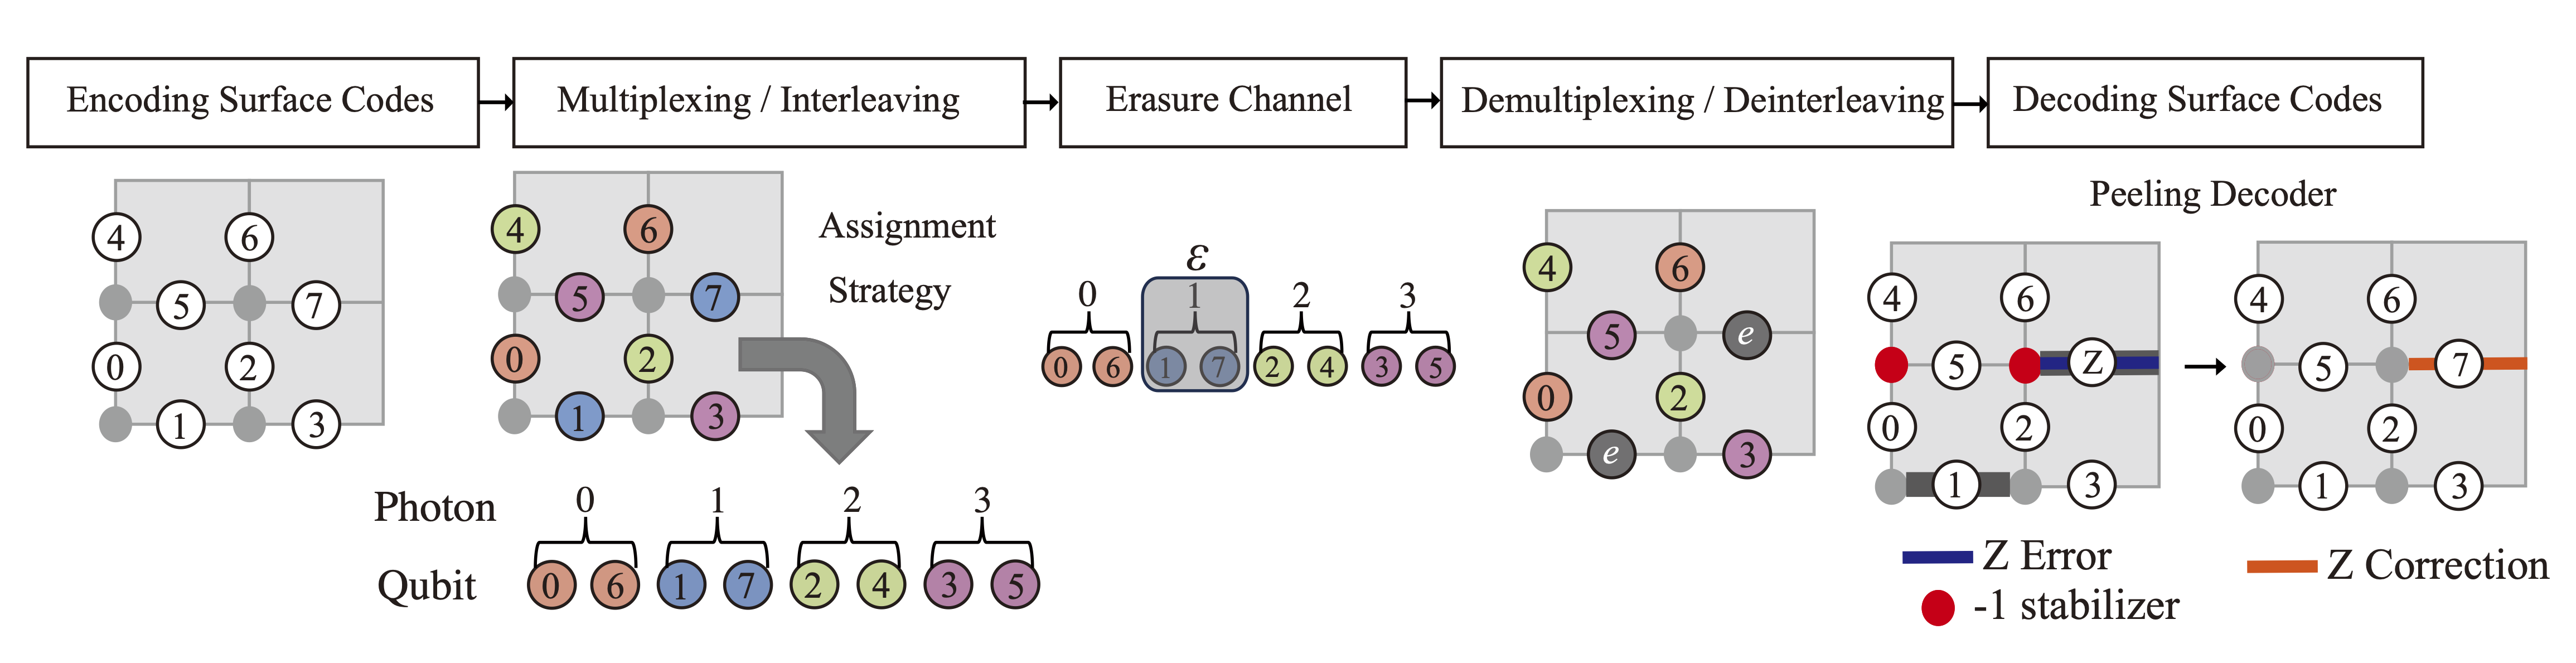 Encoding Surface Codes
Multiplexing / Interleaving
Erasure Channel
Demultiplexing / Deinterleaving
Decoding Surface Codes
4 6
5 7
0 2
1 3
4 6
5 7
0 2
1 3
Assignment
Strategy
Photon 0 1 2 3
Qubit 0 6 1 7 2 4 3 5
ε
0 1 2 3
0 6 1 7 2 4 3 5
4 6
5 e
0 2
e 3
Peeling Decoder
4 6
5 Z
0 2
1 3
Z Error
-1 stabilizer
4 6
5 7
0 2
1 3
Z Correction